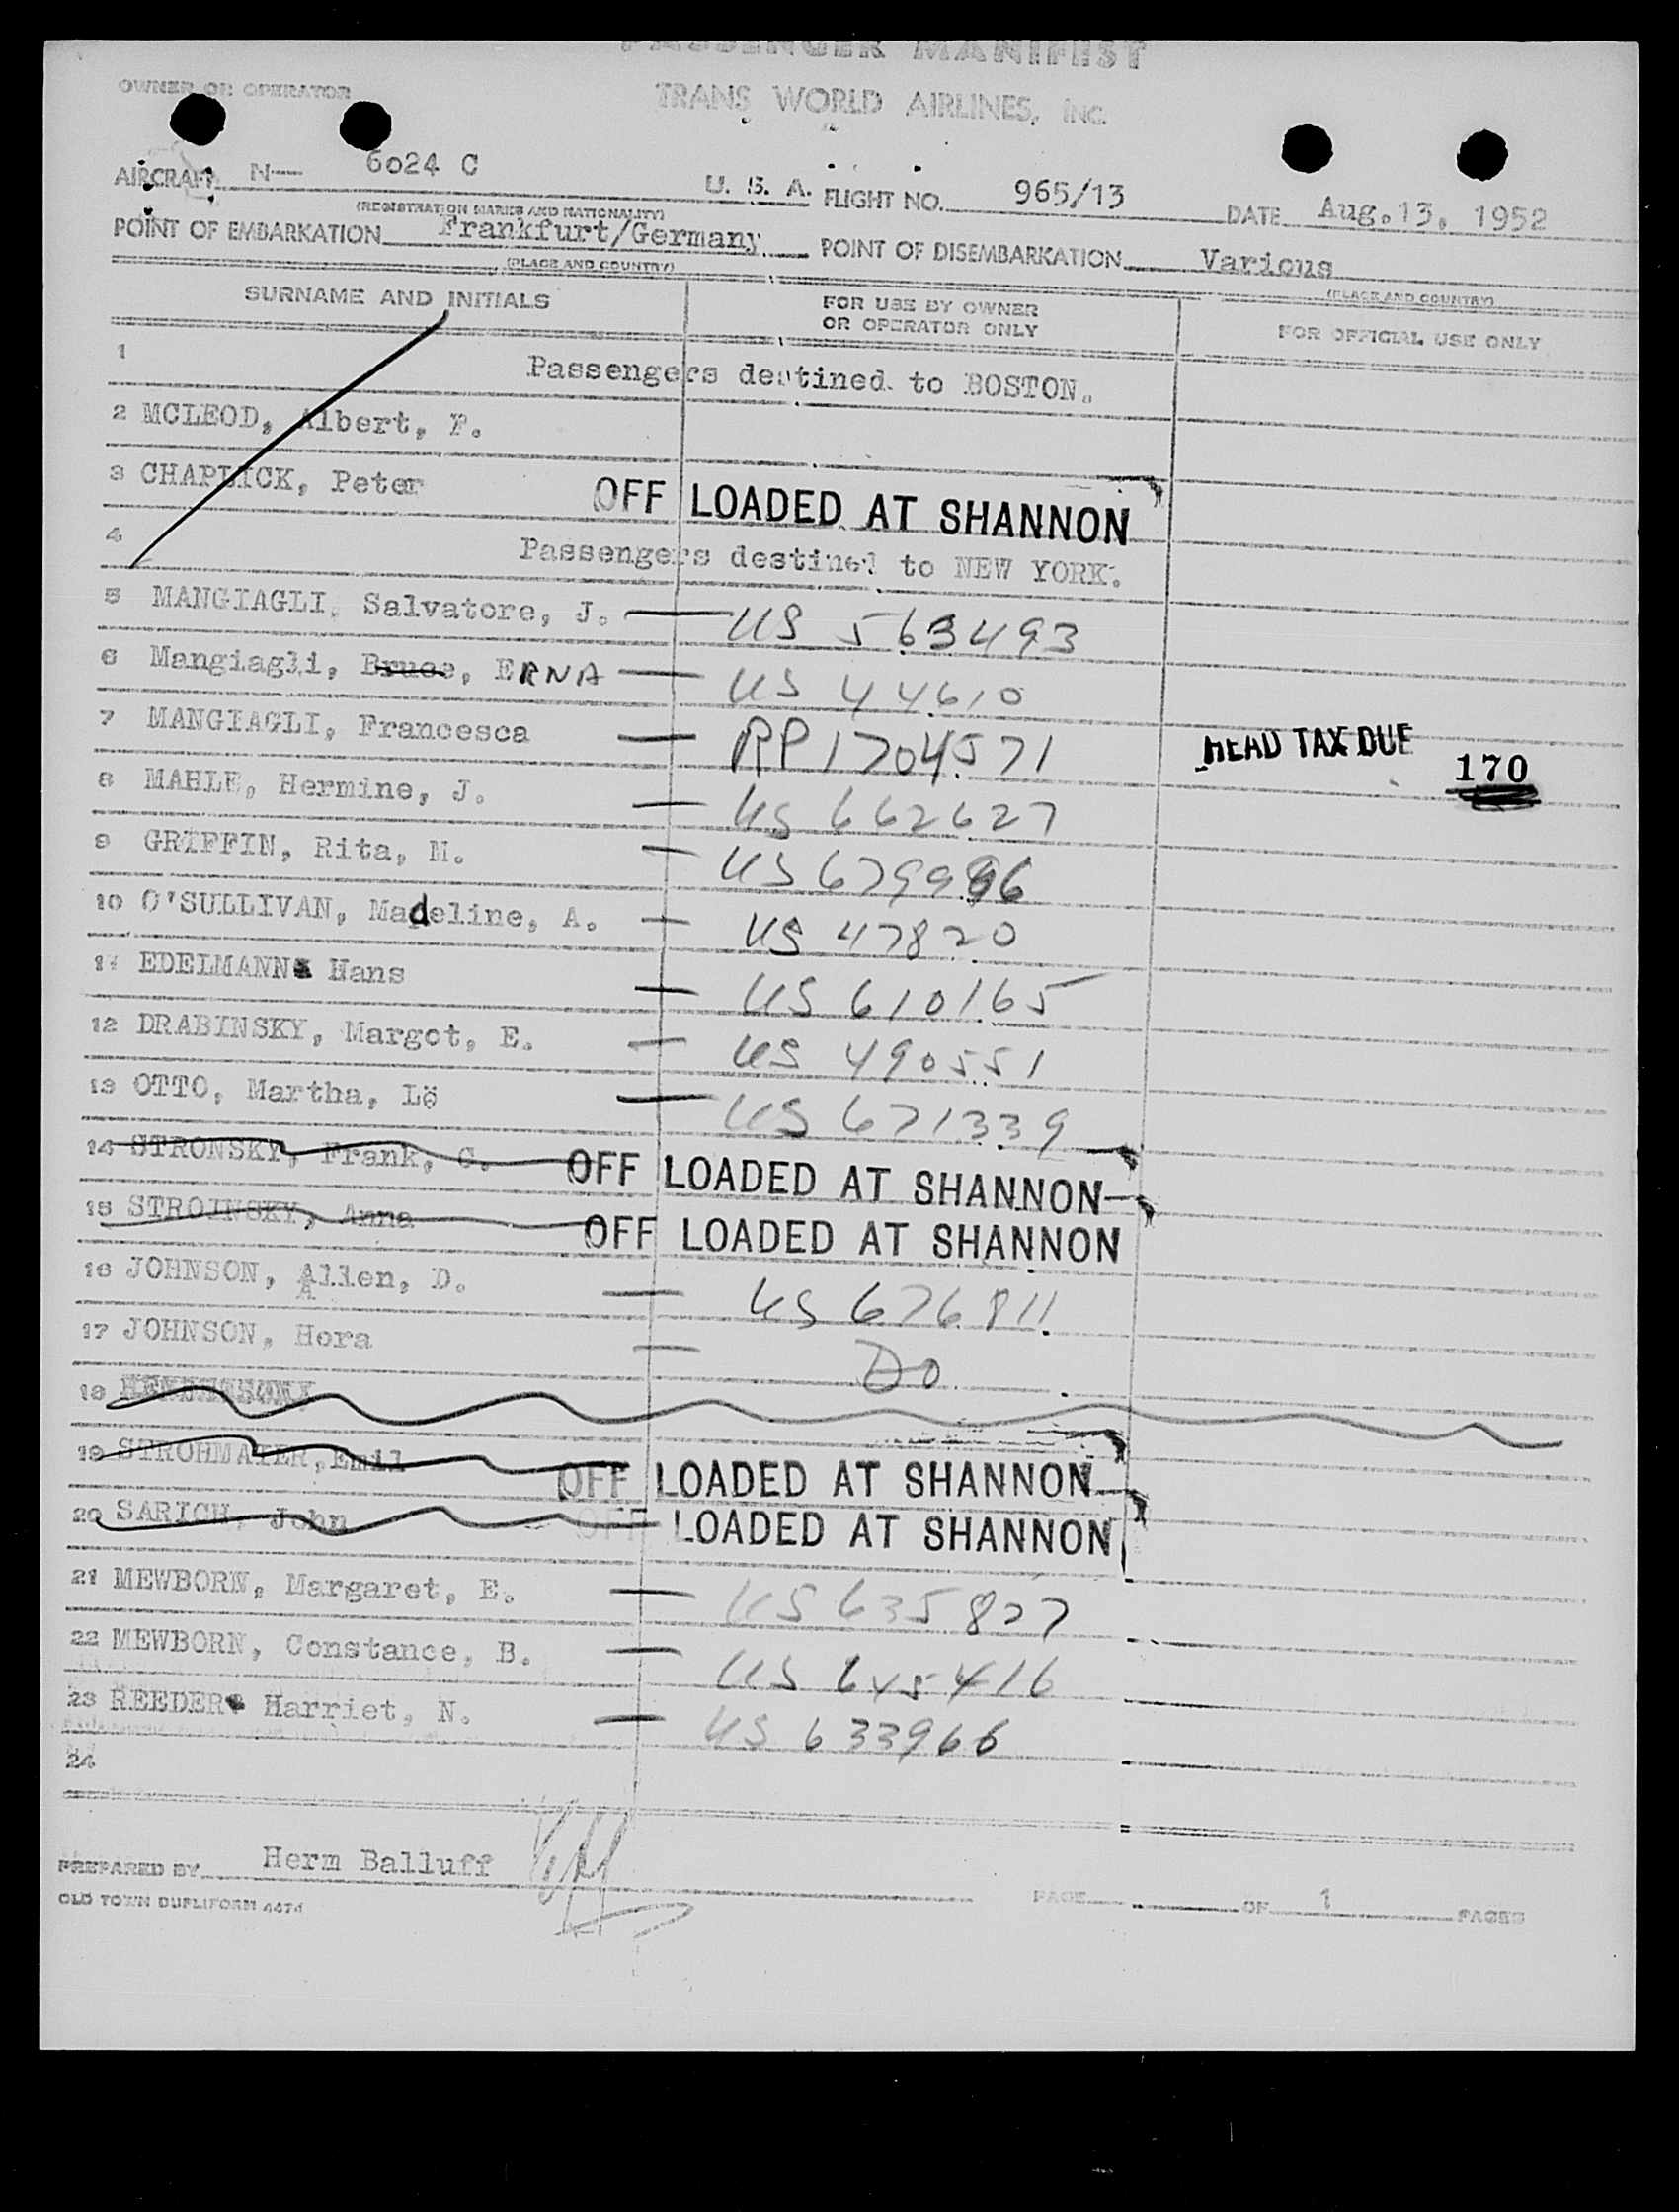 PASSENGER MANIFEST
OWNER OR OPERATOR
TRANS WORLD AIRLINES, INC.
AIRCRAFT N— 6024 C U. S. A. FLIGHT NO. 965/13 DATE Aug.13, 1952
(REGISTRATION MARKS AND NATIONALITY)
POINT OF EMBARKATION Frankfurt/Germany POINT OF DISEMBARKATION Various
(PLACE AND COUNTRY) (PLACE AND COUNTRY)
SURNAME AND INITIALS FOR USE BY OWNER OR OPERATOR ONLY FOR OFFICIAL USE ONLY
1 Passengers destined to BOSTON.
2 MCLEOD, Albert, P.
3 CHAPLICK, Peter OFF LOADED AT SHANNON
4 Passengers destined to NEW YORK.
5 MANGIAGLI, Salvatore, J. — US 563493
6 Mangiagli, Bruce, ERNA — US 44610
7 MANGIAGLI, Francesca — RP1704571 HEAD TAX DUE 170
8 MAHLE, Hermine, J. — US 662627
9 GRIFFIN, Rita, M. — US 679996
10 O'SULLIVAN, Madeline, A. — US 47820
11 EDELMANN Hans — US 610165
12 DRABINSKY, Margot, E. — US 490551
13 OTTO, Martha, Lö — US 671339
14 STRONSKY, Frank, C. OFF LOADED AT SHANNON
15 STROINSKY, Anna OFF LOADED AT SHANNON
16 JOHNSON, Allen, D. — US 676811
17 JOHNSON, Hora — Do
18
19 STROHMAIER, Emil OFF LOADED AT SHANNON
20 SARICH, John OFF LOADED AT SHANNON
21 MEWBORN, Margaret, E. — US 635827
22 MEWBORN, Constance, B. — US 645416
23 REEDER Harriet, N. — US 633966
24
PREPARED BY Herm Balluff
PAGE OF 1 PAGES
OLD TOWN DUPLIFORM 4474